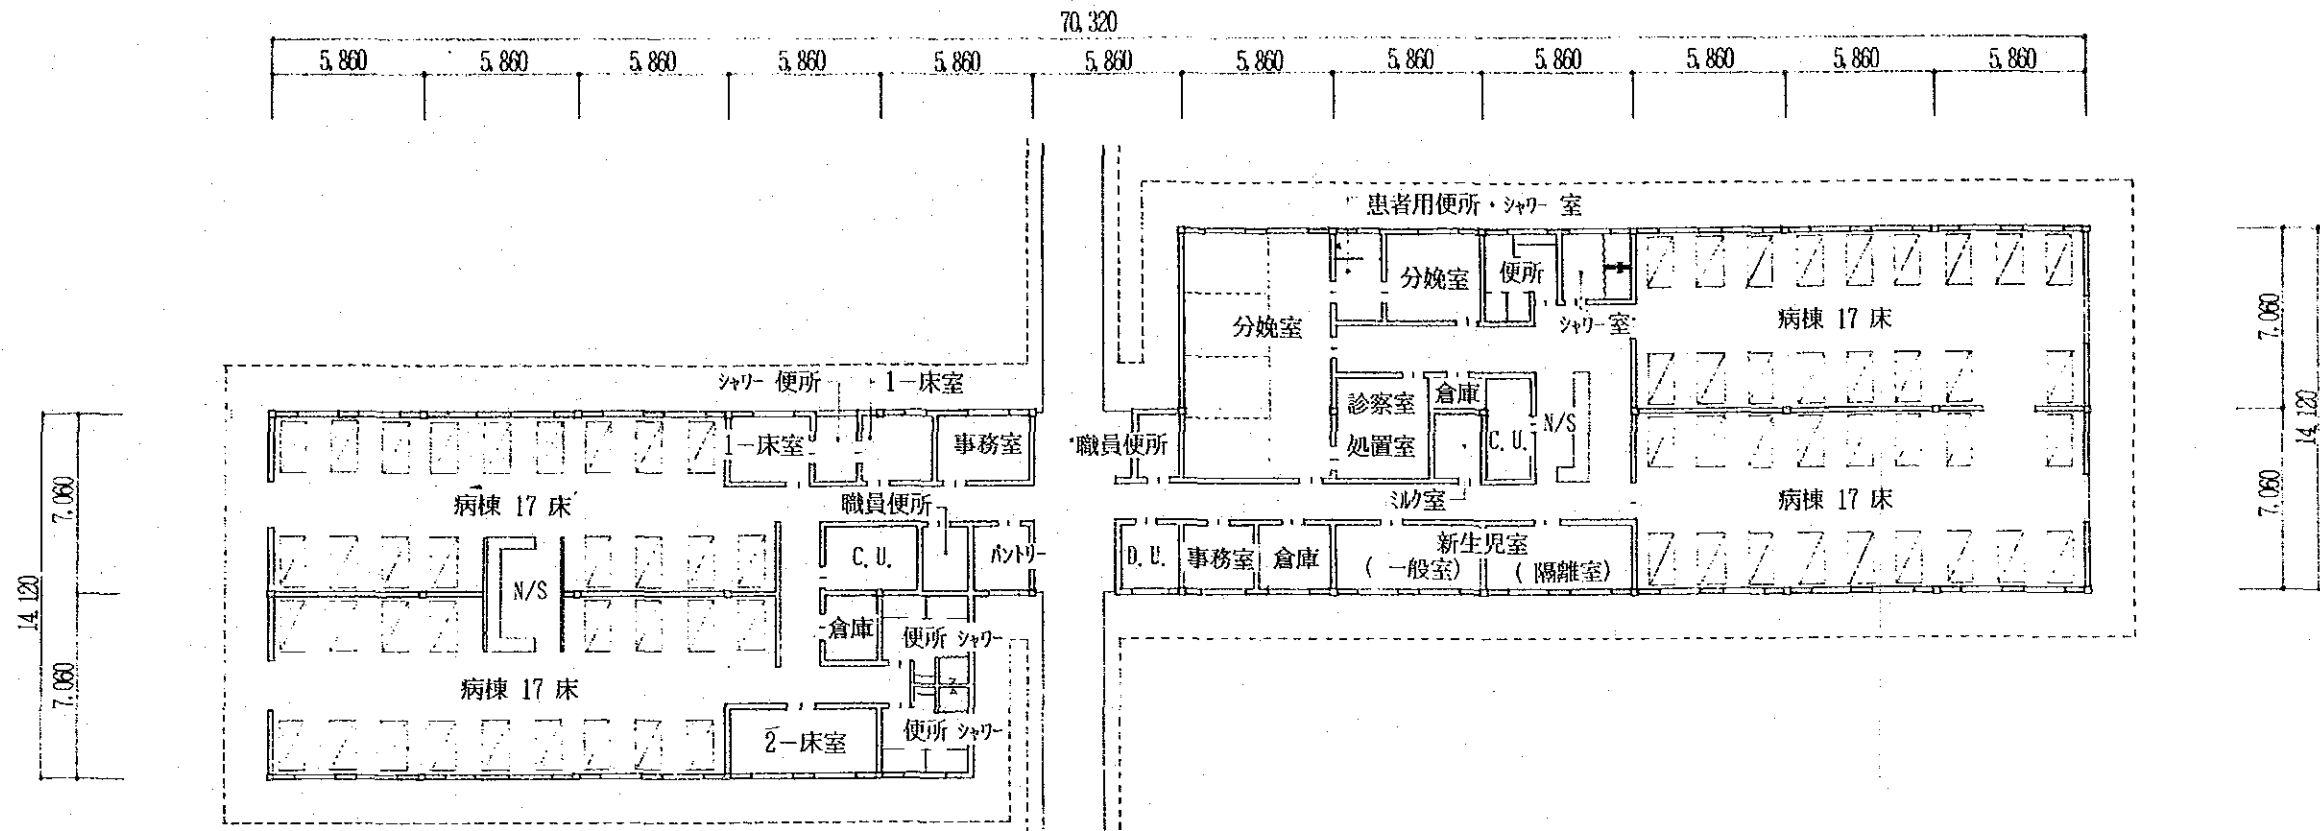 70,320
5,860 5,860 5,860 5,860 5,860 5,860 5,860 5,860 5,860 5,860 5,860 5,860
患者用便所・シャワー 室
分娩室
分娩室
便所
シャワー室
病棟 17 床
7,060
7,060
14,120
診察室
処置室
倉庫
C.U.
N/S
ミルク室
病棟 17 床
職員便所
D.U.
事務室
倉庫
新生児室
( 一般室)
( 隔離室)
シャワー 便所
1-床室
1-床室
事務室
病棟 17 床
職員便所
C.U.
パントリー
N/S
倉庫
便所 シャワー
病棟 17 床
2-床室
便所 シャワー
7,060
7,060
14,120